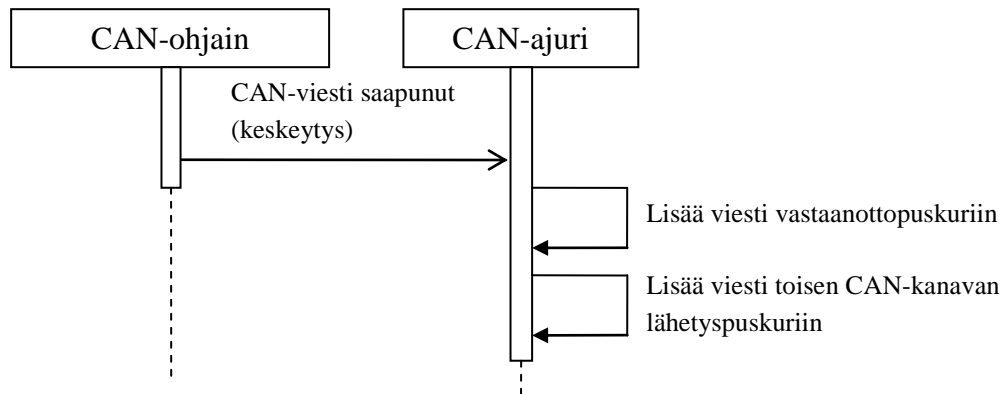 CAN-ohjain
CAN-ajuri
CAN-viesti saapunut
(keskeytys)
Lisää viesti vastaanottopuskuriin
Lisää viesti toisen CAN-kanavan
lähetyspuskuriin